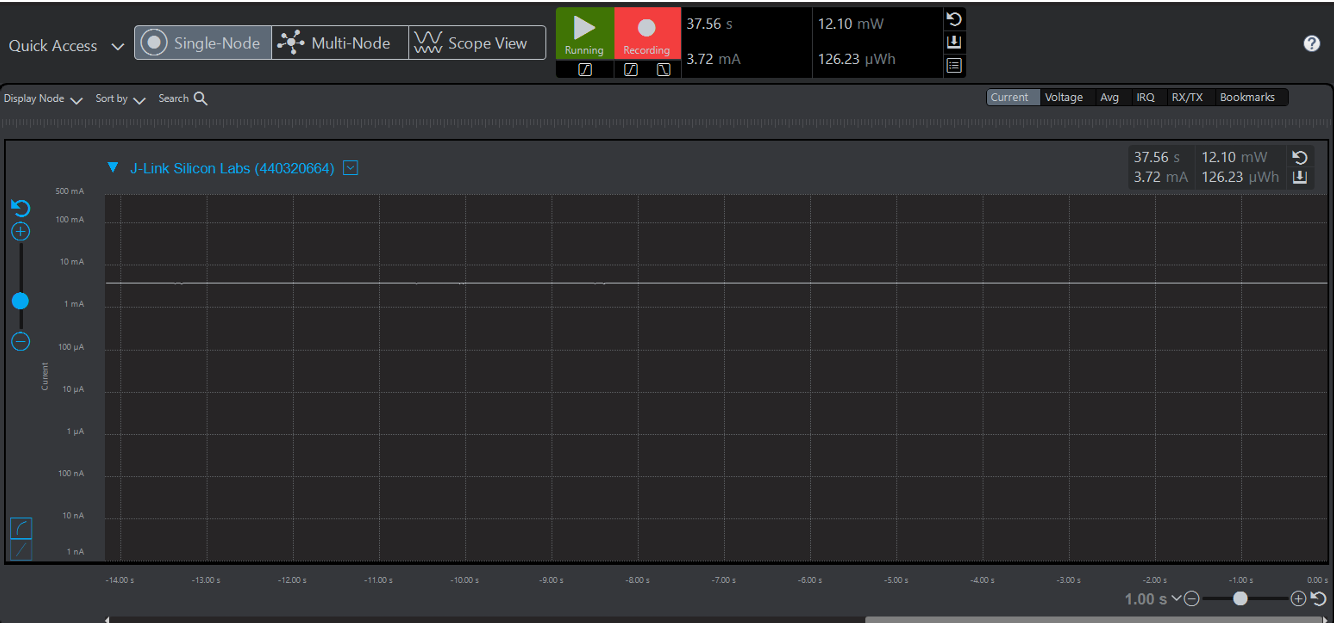 Quick Access
Single-Node
Multi-Node
Scope View
Running
Recording
37.56 s
3.72 mA
12.10 mW
126.23 µWh
Display Node
Sort by
Search
Current
Voltage
Avg
IRQ
RX/TX
Bookmarks
J-Link Silicon Labs (440320664)
37.56 s
3.72 mA
12.10 mW
126.23 µWh
500 mA
100 mA
10 mA
1 mA
100 µA
10 µA
1 µA
100 nA
10 nA
1 nA
Current
-14.00 s
-13.00 s
-12.00 s
-11.00 s
-10.00 s
-9.00 s
-8.00 s
-7.00 s
-6.00 s
-5.00 s
-4.00 s
-3.00 s
-2.00 s
-1.00 s
0.00 s
1.00 s